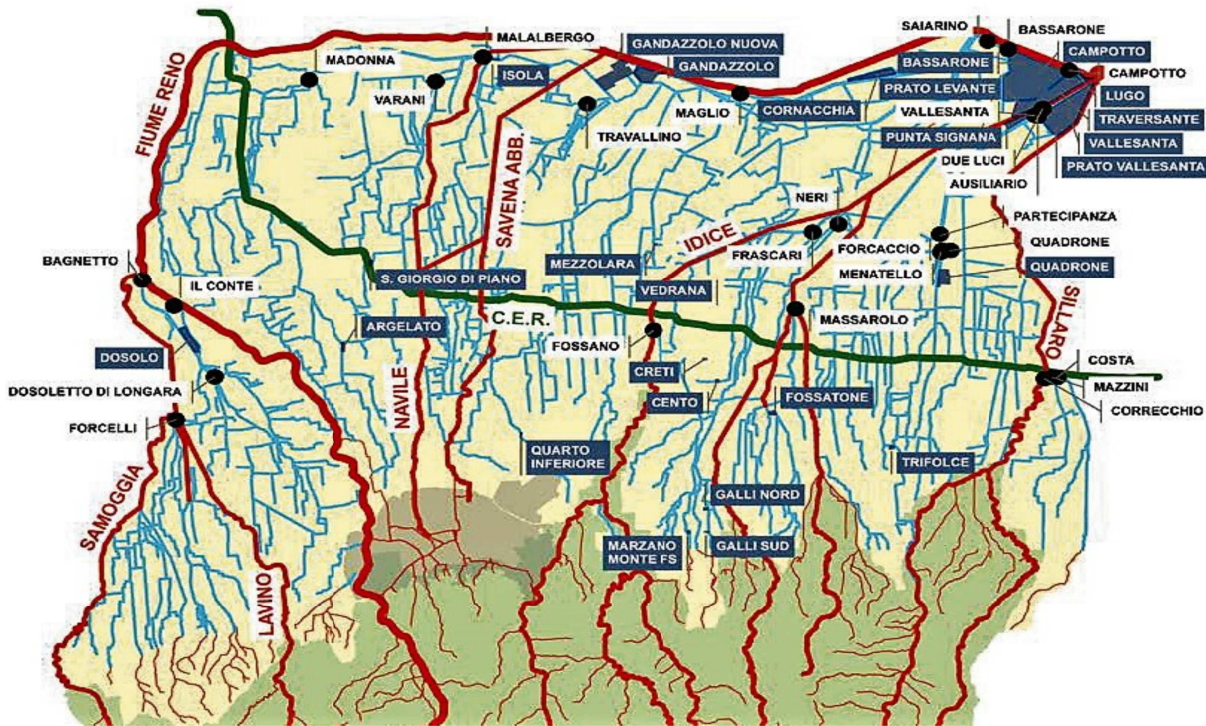 SAIARINO
BASSARONE
MALALBERGO
GANDAZZOLO NUOVA
CAMPOTTO
MADONNA
GANDAZZOLO
BASSARONE
ISOLA
CAMPOTTO
FIUME RENO
PRATO LEVANTE
LUGO
VARANI
MAGLIO
CORNACCHIA
VALLESANTA
TRAVERSANTE
TRAVALLINO
PUNTA SIGNANA
VALLESANTA
DUE LUCI
PRATO VALLESANTA
AUSILIARIO
SAVENA ABB.
NERI
PARTECIPANZA
IDICE
FORCACCIO
QUADRONE
FRASCARI
BAGNETTO
MEZZOLARA
MENATELLO
QUADRONE
S. GIORGIO DI PIANO
IL CONTE
VEDRANA
C.E.R.
MASSAROLO
SILLARO
ARGELATO
FOSSANO
DOSOLO
COSTA
CRETI
DOSOLETTO DI LONGARA
MAZZINI
NAVILE
CENTO
FOSSATONE
CORRECCHIO
FORCELLI
QUARTO
INFERIORE
TRIFOLCE
SAMOGGIA
GALLI NORD
MARZANO
MONTE FS
GALLI SUD
LAVINO